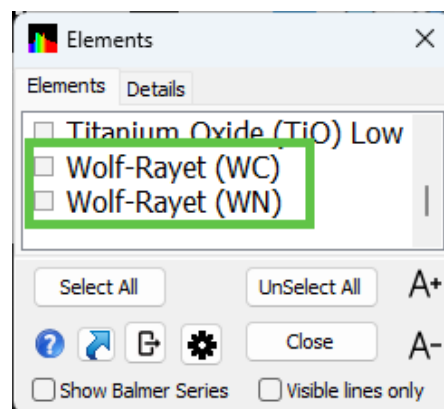 Elements
Elements Details
Titanium Oxide (TiO) Low
Wolf-Rayet (WC)
Wolf-Rayet (WN)
Select All UnSelect All A+
Close A-
Show Balmer Series Visible lines only